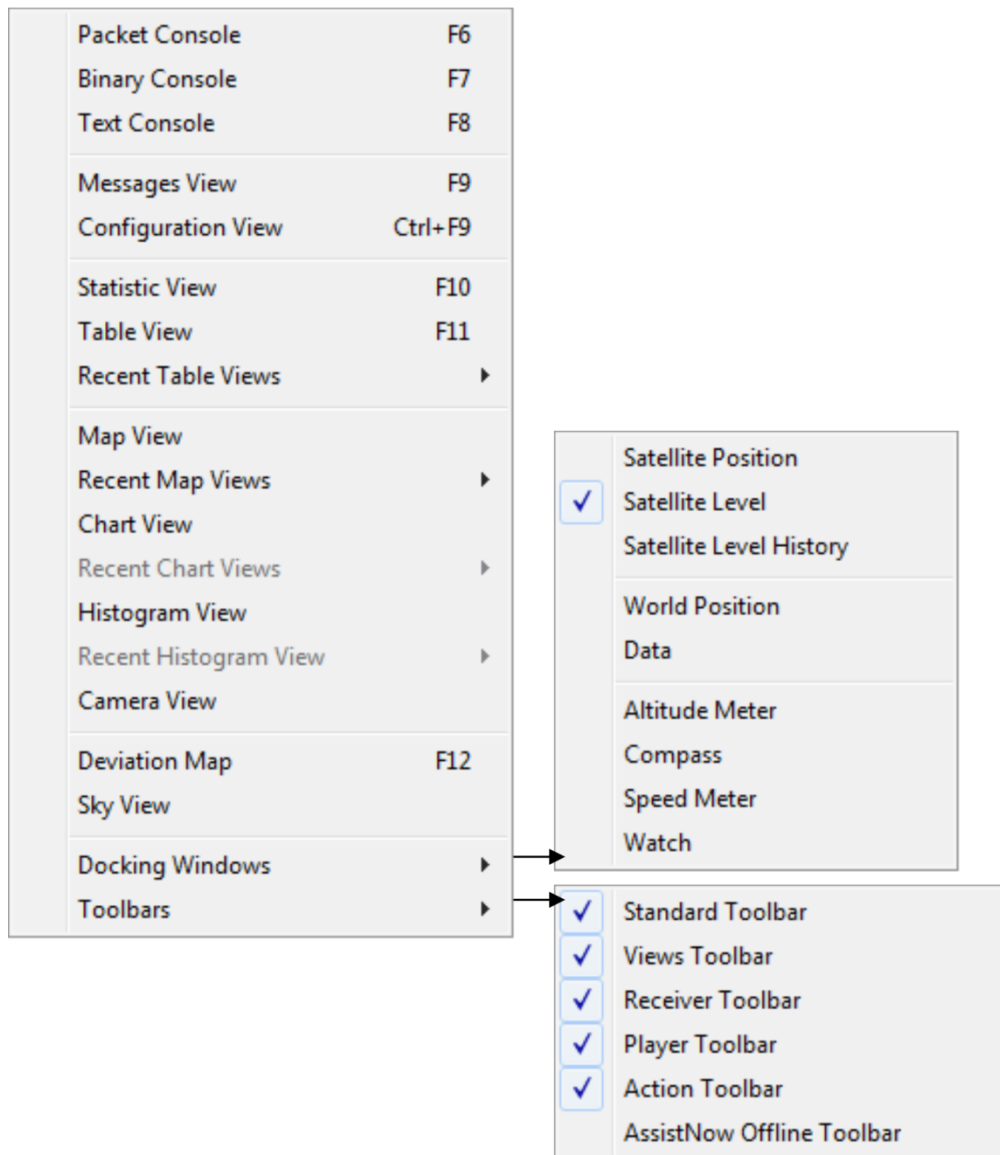 Packet Console F6
Binary Console F7
Text Console F8
Messages View F9
Configuration View Ctrl+F9
Statistic View F10
Table View F11
Recent Table Views
Map View
Recent Map Views
Chart View
Recent Chart Views
Histogram View
Recent Histogram View
Camera View
Deviation Map F12
Sky View
Docking Windows
Toolbars
Satellite Position
Satellite Level
Satellite Level History
World Position
Data
Altitude Meter
Compass
Speed Meter
Watch
Standard Toolbar
Views Toolbar
Receiver Toolbar
Player Toolbar
Action Toolbar
AssistNow Offline Toolbar